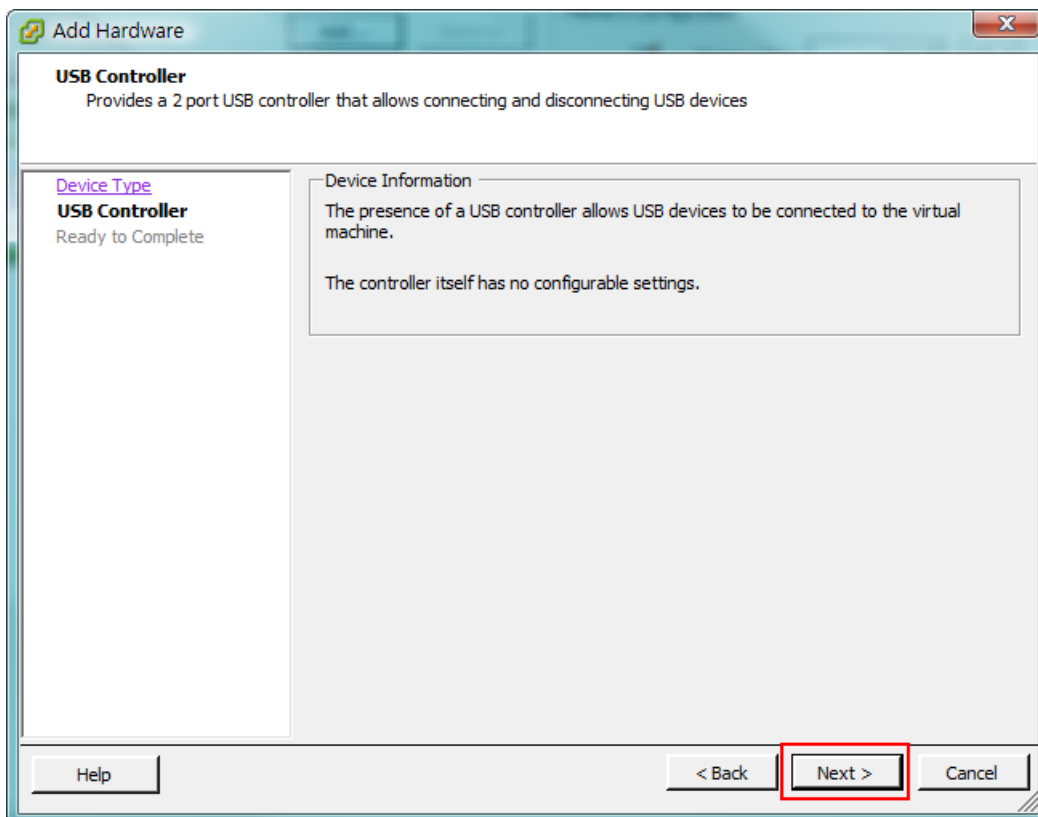 Add Hardware
USB Controller
Provides a 2 port USB controller that allows connecting and disconnecting USB devices
Device Type
USB Controller
Ready to Complete
Device Information
The presence of a USB controller allows USB devices to be connected to the virtual
machine.
The controller itself has no configurable settings.
Help
< Back
Next >
Cancel